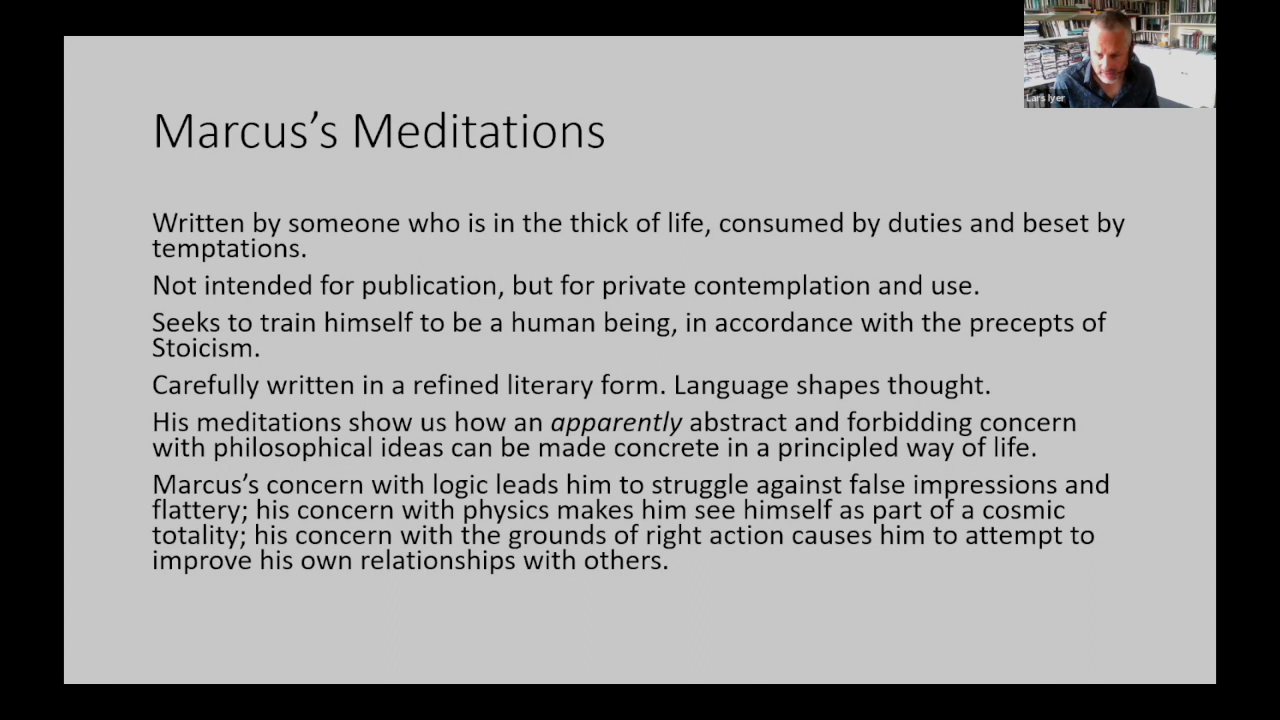 Lars Iyer
Marcus’s Meditations
Written by someone who is in the thick of life, consumed by duties and beset by
temptations.
Not intended for publication, but for private contemplation and use.
Seeks to train himself to be a human being, in accordance with the precepts of
Stoicism.
Carefully written in a refined literary form. Language shapes thought.
His meditations show us how an apparently abstract and forbidding concern
with philosophical ideas can be made concrete in a principled way of life.
Marcus’s concern with logic leads him to struggle against false impressions and
flattery; his concern with physics makes him see himself as part of a cosmic
totality; his concern with the grounds of right action causes him to attempt to
improve his own relationships with others.